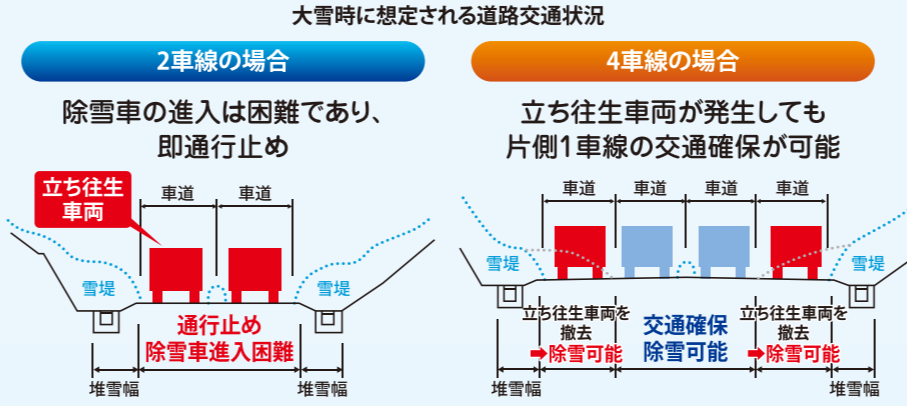 大雪時に想定される道路交通状況
2車線の場合
除雪車の進入は困難であり、
即通行止め
立ち往生
車両
車道
車道
雪堤
雪堤
通行止め
除雪車進入困難
堆雪幅
堆雪幅
4車線の場合
立ち往生車両が発生しても
片側1車線の交通確保が可能
車道
車道
車道
車道
雪堤
雪堤
立ち往生車両を
撤去
➡除雪可能
交通確保
除雪可能
立ち往生車両を
撤去
➡除雪可能
堆雪幅
堆雪幅